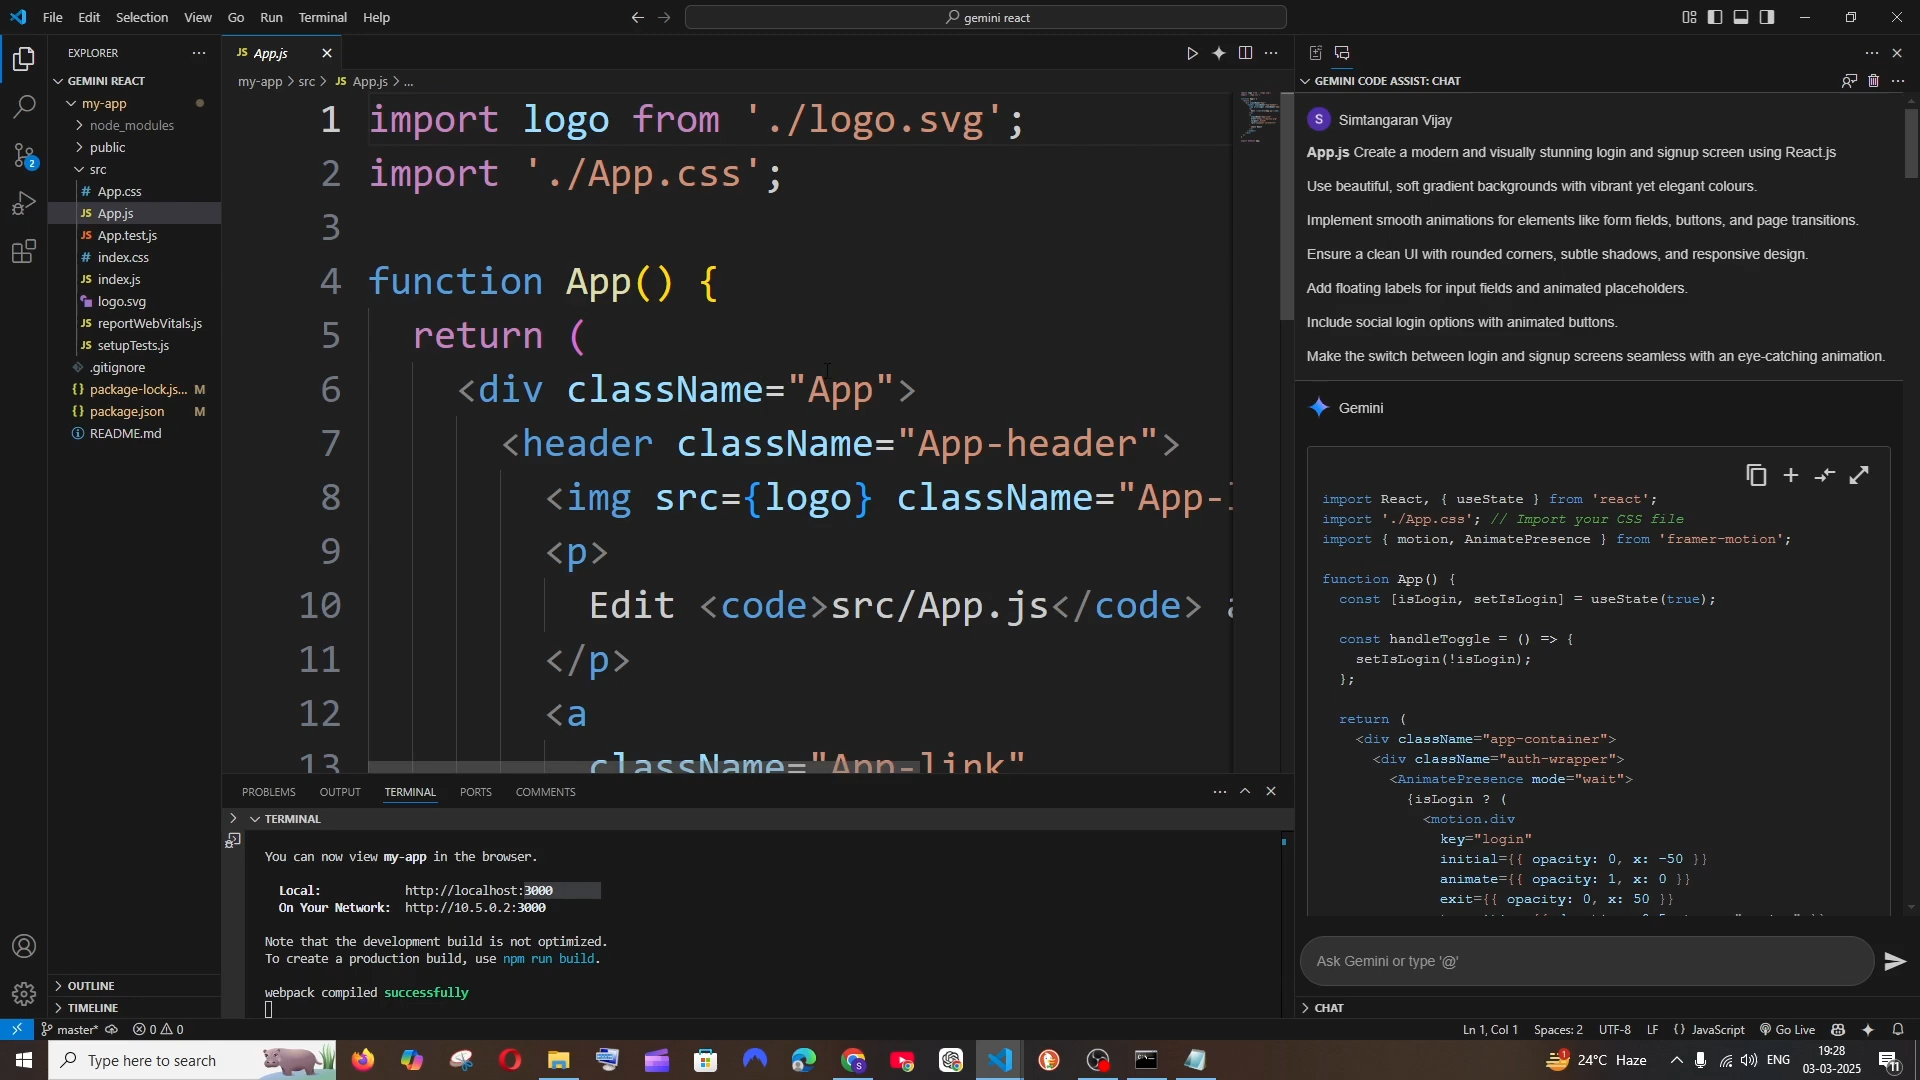 File Edit Selection View Go Run Terminal Help
gemini react
EXPLORER
GEMINI REACT
my-app
node_modules
public
src
# App.css
JS App.js
JS App.test.js
# index.css
JS index.js
logo.svg
JS reportWebVitals.js
JS setupTests.js
.gitignore
{} package-lock.js... M
{} package.json M
README.md
OUTLINE
TIMELINE
2
JS App.js
my-app > src > JS App.js > ...
1 import logo from './logo.svg';
2 import './App.css';
3
4 function App() {
5 return (
6 <div className="App">
7 <header className="App-header">
8 <img src={logo} className="App-
9 <p>
10 Edit <code>src/App.js</code>
11 </p>
12 <a
13 className="App-link"
PROBLEMS OUTPUT TERMINAL PORTS COMMENTS
TERMINAL
You can now view my-app in the browser.
Local: http://localhost:3000
On Your Network: http://10.5.0.2:3000
Note that the development build is not optimized.
To create a production build, use npm run build.
webpack compiled successfully
GEMINI CODE ASSIST: CHAT
S Simtangaran Vijay
App.js Create a modern and visually stunning login and signup screen using React.js
Use beautiful, soft gradient backgrounds with vibrant yet elegant colours.
Implement smooth animations for elements like form fields, buttons, and page transitions.
Ensure a clean UI with rounded corners, subtle shadows, and responsive design.
Add floating labels for input fields and animated placeholders.
Include social login options with animated buttons.
Make the switch between login and signup screens seamless with an eye-catching animation.
Gemini
import React, { useState } from 'react';
import './App.css'; // Import your CSS file
import { motion, AnimatePresence } from 'framer-motion';
function App() {
const [isLogin, setIsLogin] = useState(true);
const handleToggle = () => {
setIsLogin(!isLogin);
};
return (
<div className="app-container">
<div className="auth-wrapper">
<AnimatePresence mode="wait">
{isLogin ? (
<motion.div
key="login"
initial={{ opacity: 0, x: -50 }}
animate={{ opacity: 1, x: 0 }}
exit={{ opacity: 0, x: 50 }}
Ask Gemini or type '@'
CHAT
master* 0 0
Ln 1, Col 1 Spaces: 2 UTF-8 LF {} JavaScript Go Live
Type here to search
1
24°C Haze
ENG
19:28
03-03-2025
11